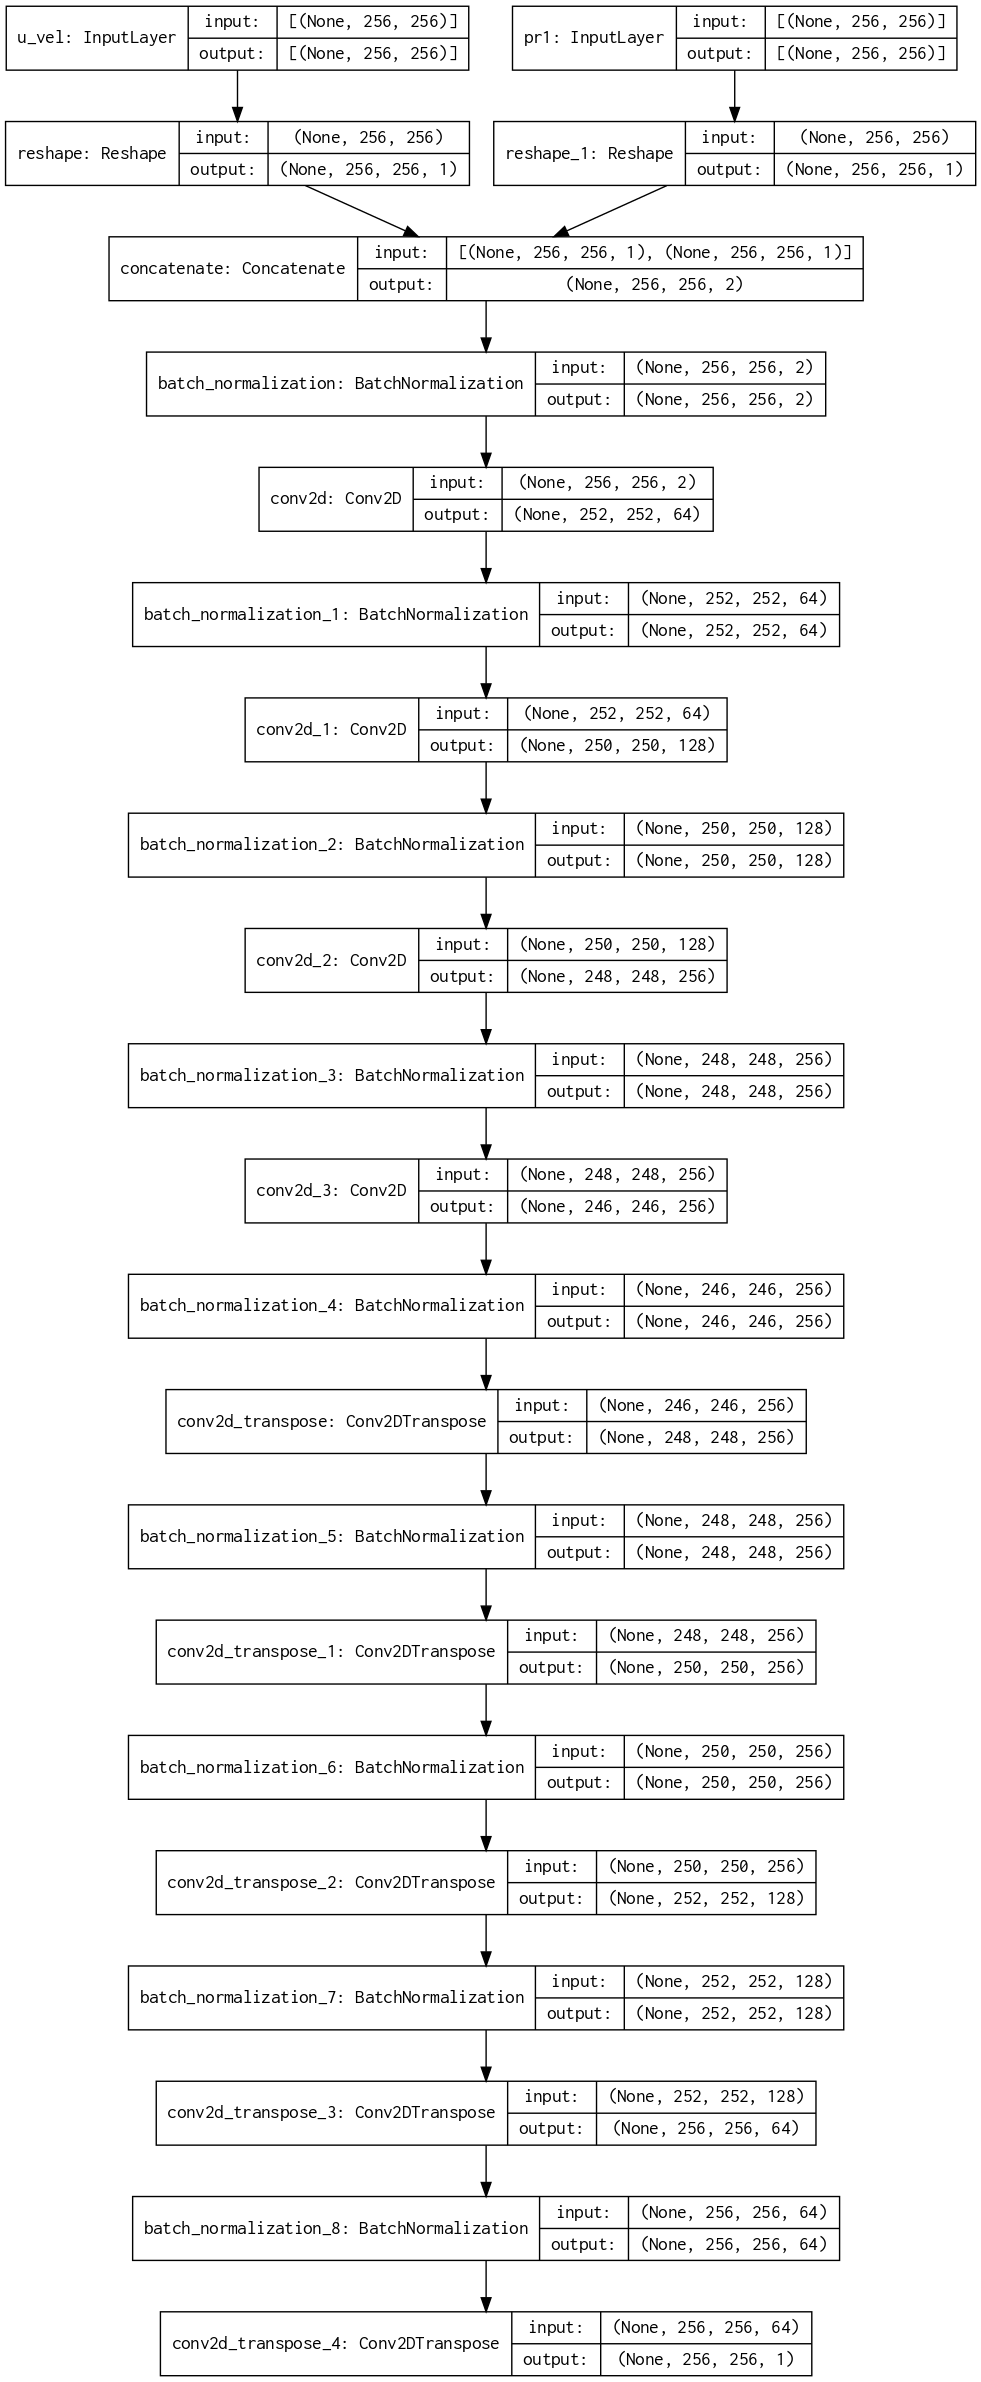 u_vel: InputLayer input: [(None, 256, 256)]
output: [(None, 256, 256)]
pr1: InputLayer input: [(None, 256, 256)]
output: [(None, 256, 256)]
reshape: Reshape input: (None, 256, 256)
output: (None, 256, 256, 1)
reshape_1: Reshape input: (None, 256, 256)
output: (None, 256, 256, 1)
concatenate: Concatenate input: [(None, 256, 256, 1), (None, 256, 256, 1)]
output: (None, 256, 256, 2)
batch_normalization: BatchNormalization input: (None, 256, 256, 2)
output: (None, 256, 256, 2)
conv2d: Conv2D input: (None, 256, 256, 2)
output: (None, 252, 252, 64)
batch_normalization_1: BatchNormalization input: (None, 252, 252, 64)
output: (None, 252, 252, 64)
conv2d_1: Conv2D input: (None, 252, 252, 64)
output: (None, 250, 250, 128)
batch_normalization_2: BatchNormalization input: (None, 250, 250, 128)
output: (None, 250, 250, 128)
conv2d_2: Conv2D input: (None, 250, 250, 128)
output: (None, 248, 248, 256)
batch_normalization_3: BatchNormalization input: (None, 248, 248, 256)
output: (None, 248, 248, 256)
conv2d_3: Conv2D input: (None, 248, 248, 256)
output: (None, 246, 246, 256)
batch_normalization_4: BatchNormalization input: (None, 246, 246, 256)
output: (None, 246, 246, 256)
conv2d_transpose: Conv2DTranspose input: (None, 246, 246, 256)
output: (None, 248, 248, 256)
batch_normalization_5: BatchNormalization input: (None, 248, 248, 256)
output: (None, 248, 248, 256)
conv2d_transpose_1: Conv2DTranspose input: (None, 248, 248, 256)
output: (None, 250, 250, 256)
batch_normalization_6: BatchNormalization input: (None, 250, 250, 256)
output: (None, 250, 250, 256)
conv2d_transpose_2: Conv2DTranspose input: (None, 250, 250, 256)
output: (None, 252, 252, 128)
batch_normalization_7: BatchNormalization input: (None, 252, 252, 128)
output: (None, 252, 252, 128)
conv2d_transpose_3: Conv2DTranspose input: (None, 252, 252, 128)
output: (None, 256, 256, 64)
batch_normalization_8: BatchNormalization input: (None, 256, 256, 64)
output: (None, 256, 256, 64)
conv2d_transpose_4: Conv2DTranspose input: (None, 256, 256, 64)
output: (None, 256, 256, 1)